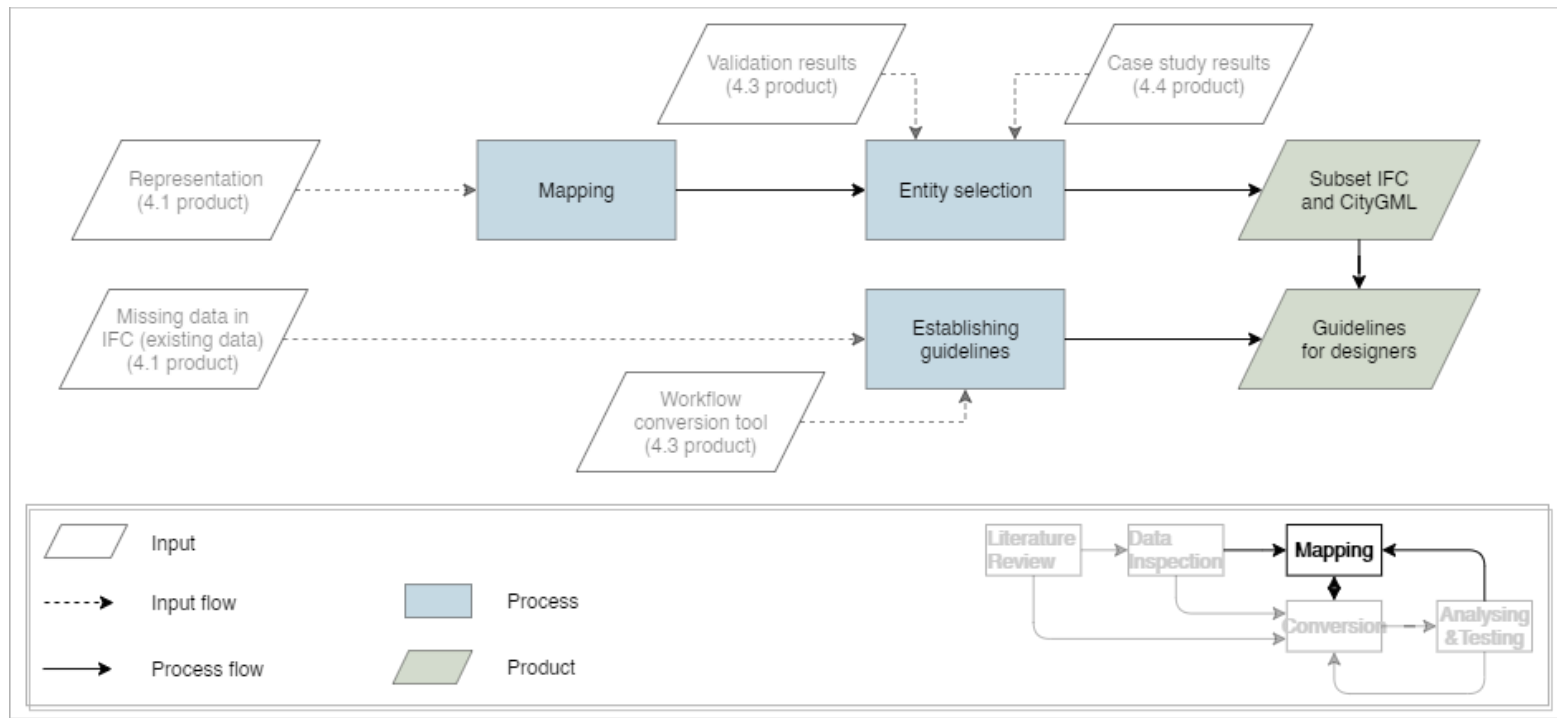 Validation results
(4.3 product)
Case study results
(4.4 product)
Representation
(4.1 product)
Mapping
Entity selection
Subset IFC
and CityGML
Missing data in
IFC (existing data)
(4.1 product)
Establishing
guidelines
Guidelines
for designers
Workflow
conversion tool
(4.3 product)
Input
Input flow
Process flow
Process
Product
Literature
Review
Data
Inspection
Mapping
Conversion
Analysing
&Testing